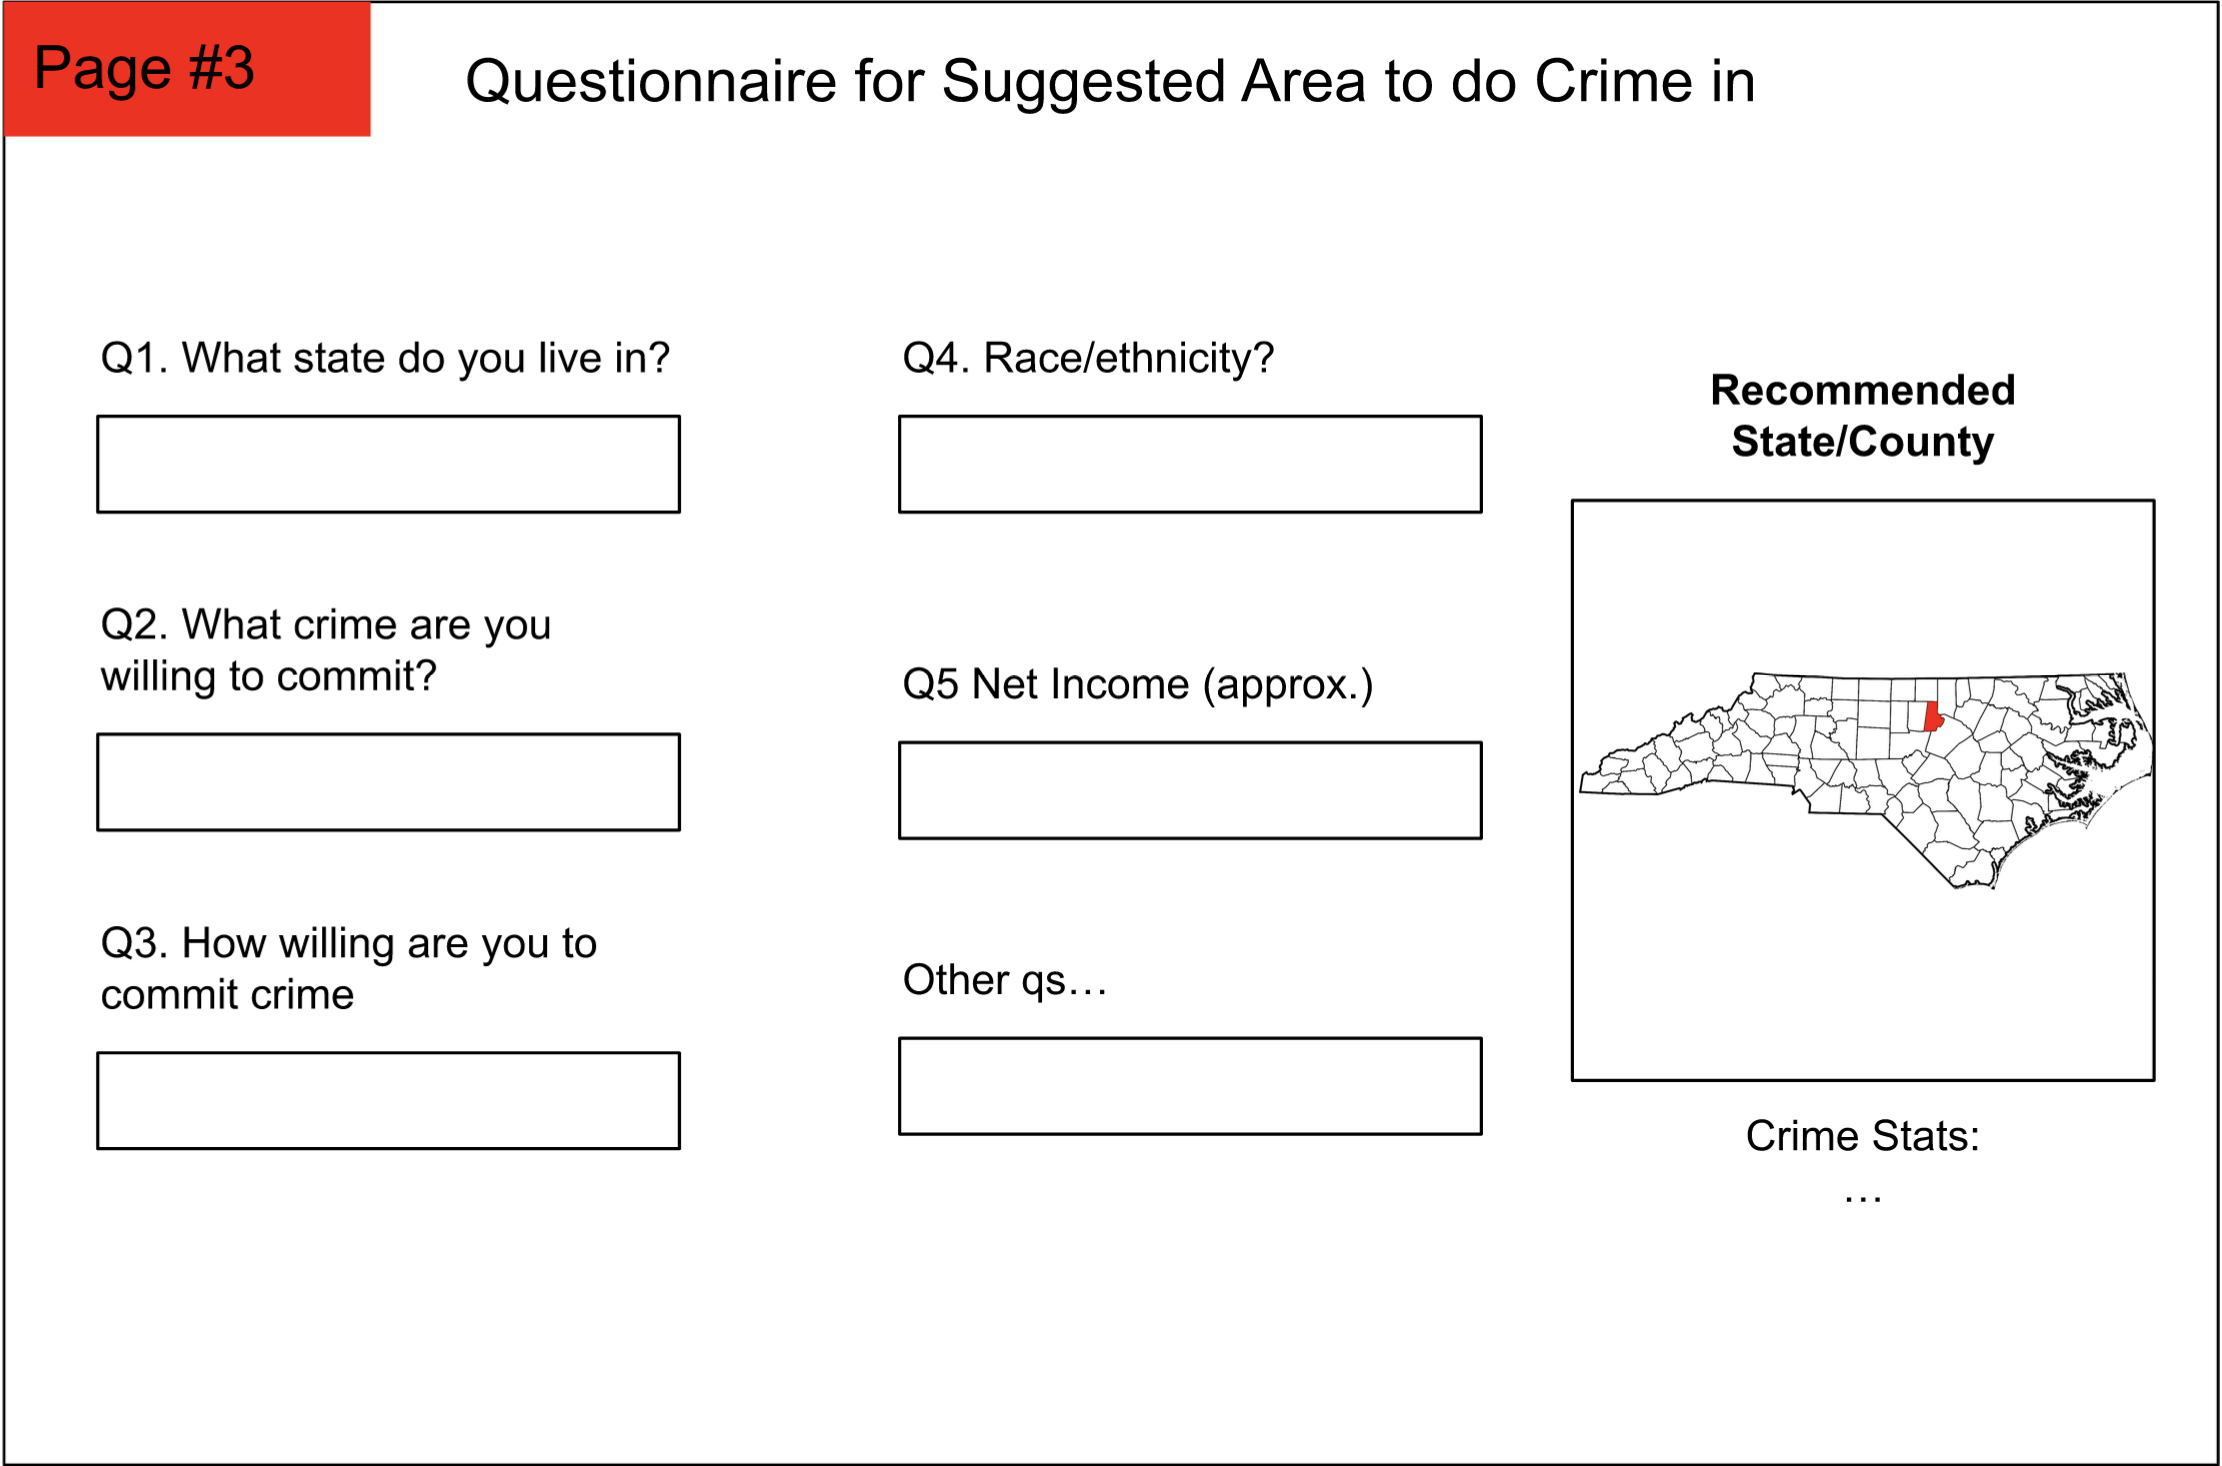 Page #3
Questionnaire for Suggested Area to do Crime in
Q1. What state do you live in?
Q2. What crime are you
willing to commit?
Q3. How willing are you to
commit crime
Q4. Race/ethnicity?
Q5 Net Income (approx.)
Other qs…
Recommended
State/County
Crime Stats:
…